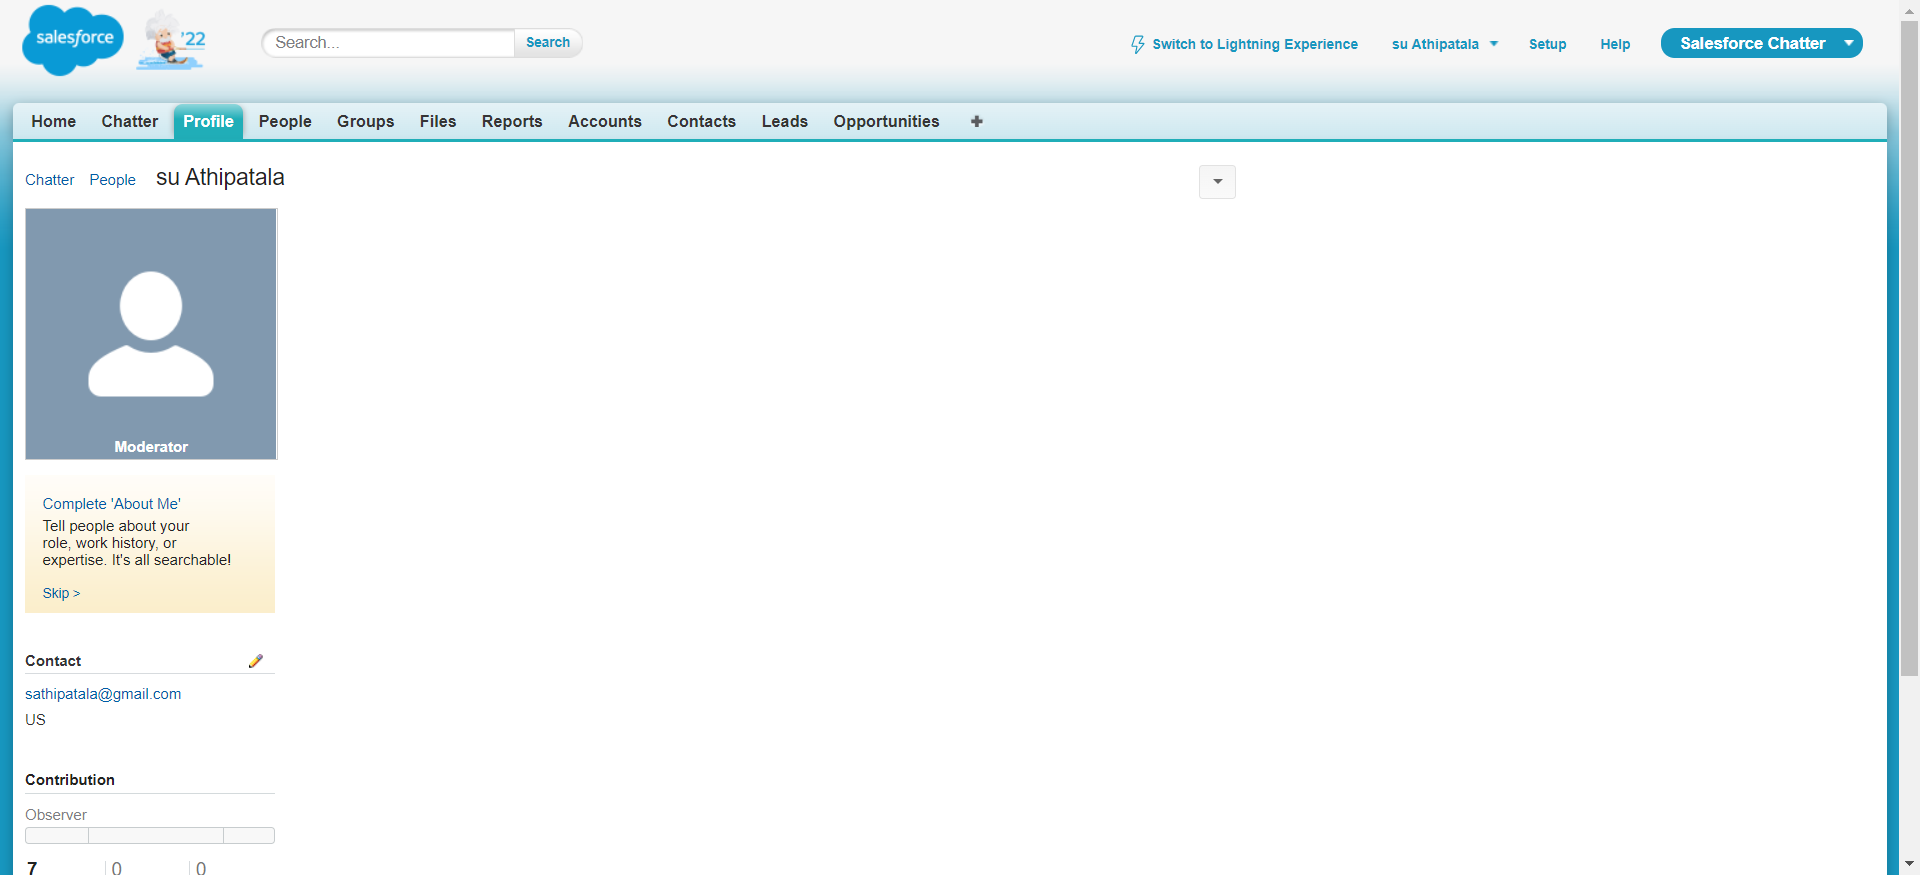 salesforce
'22
Search...
Search
Switch to Lightning Experience
su Athipatala
Setup
Help
Salesforce Chatter
Home
Chatter
Profile
People
Groups
Files
Reports
Accounts
Contacts
Leads
Opportunities
Chatter
People
su Athipatala
Moderator
Complete 'About Me'
Tell people about your
role, work history, or
expertise. It's all searchable!
Skip >
Contact
sathipatala@gmail.com
US
Contribution
Observer
7
0
0